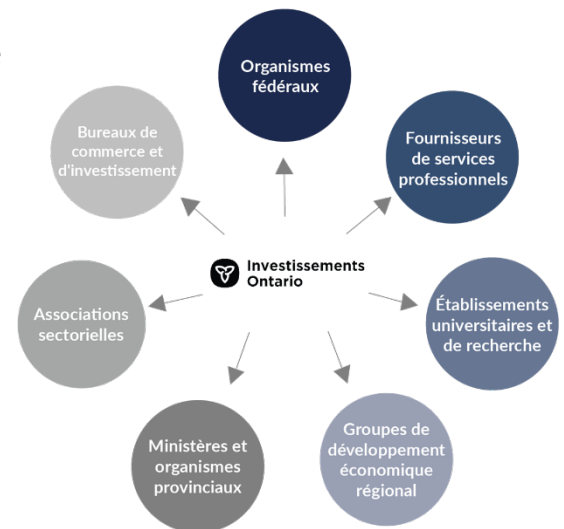 Organismes
fédéraux
Fournisseurs
de services
professionnels
Établissements
universitaires et
de recherche
Groupes de
développement
économique
régional
Ministères et
organismes
provinciaux
Associations
sectorielles
Bureaux de
commerce et
d'investissement
Investissements
Ontario